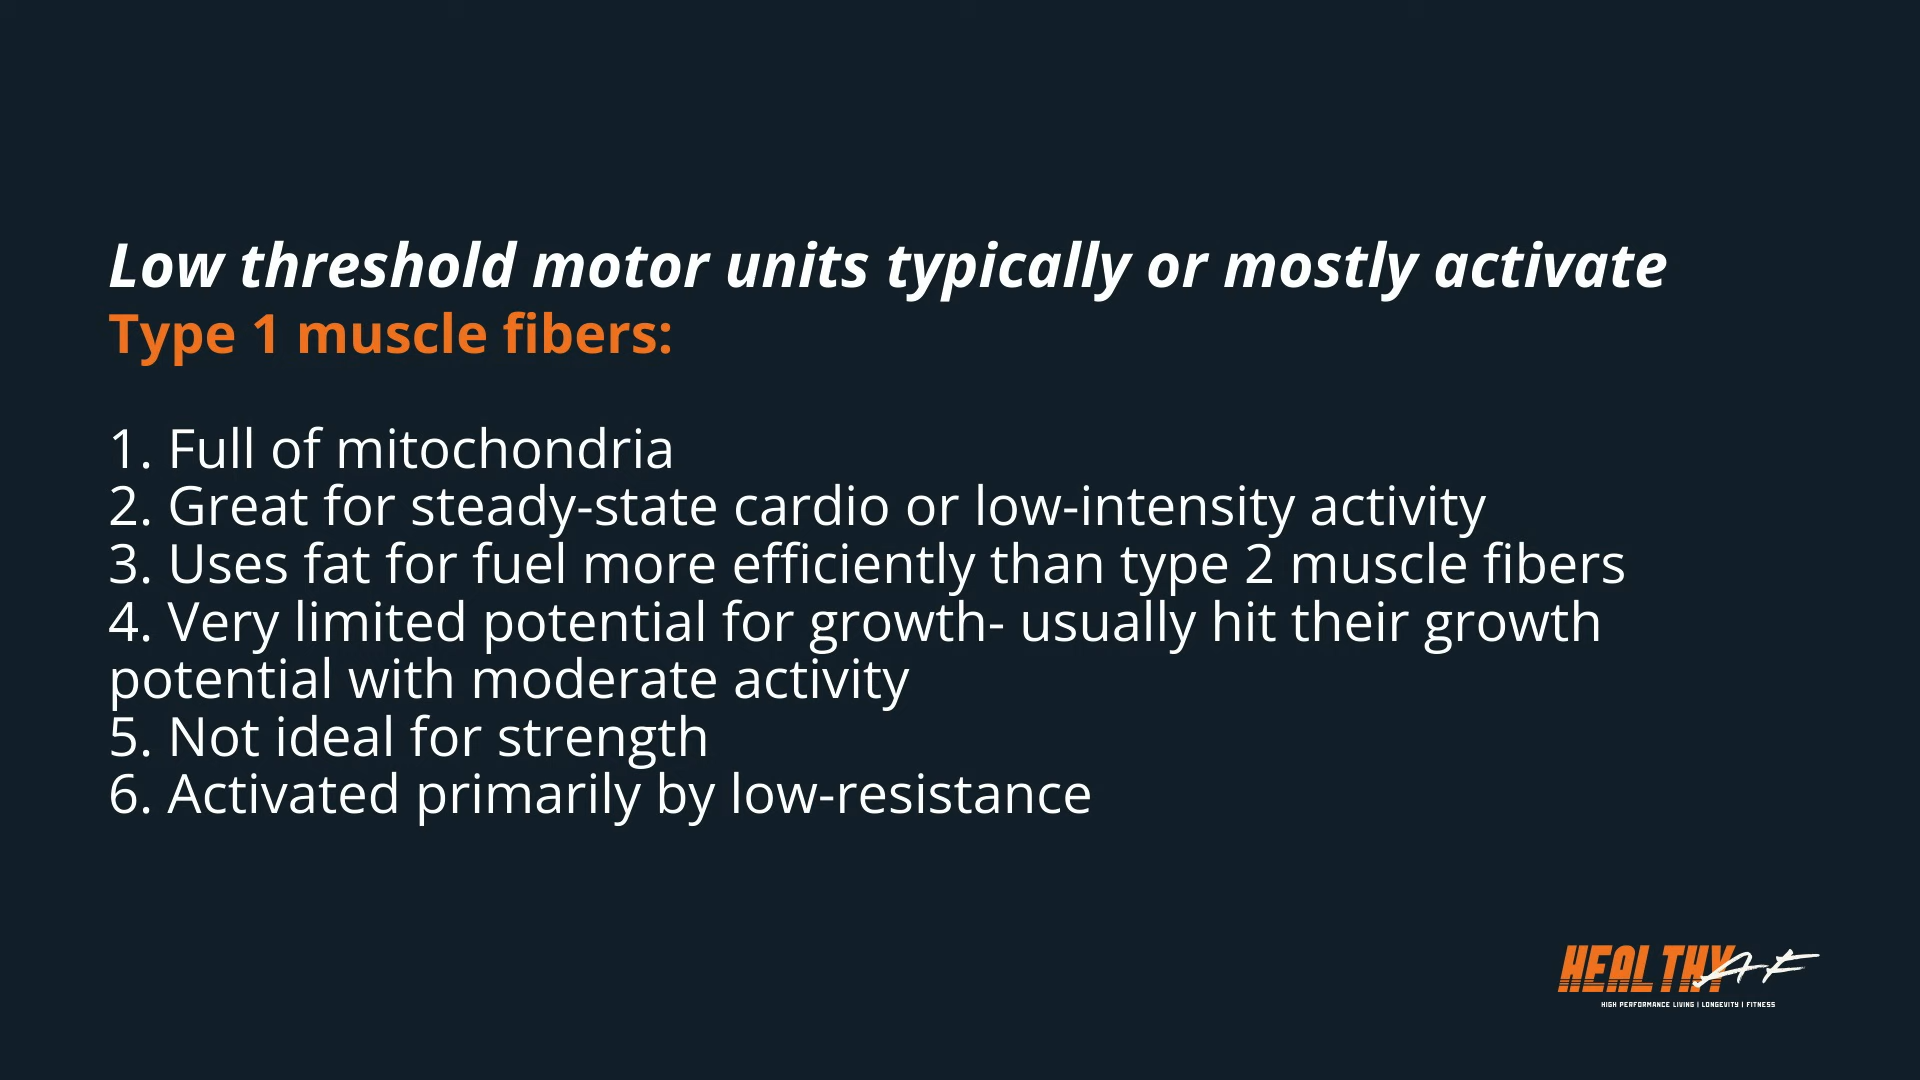 Low threshold motor units typically or mostly activate
Type 1 muscle fibers:
1. Full of mitochondria
2. Great for steady-state cardio or low-intensity activity
3. Uses fat for fuel more efficiently than type 2 muscle fibers
4. Very limited potential for growth- usually hit their growth
potential with moderate activity
5. Not ideal for strength
6. Activated primarily by low-resistance
HEALTHY AF
HIGH PERFORMANCE LIVING | LONGEVITY | FITNESS